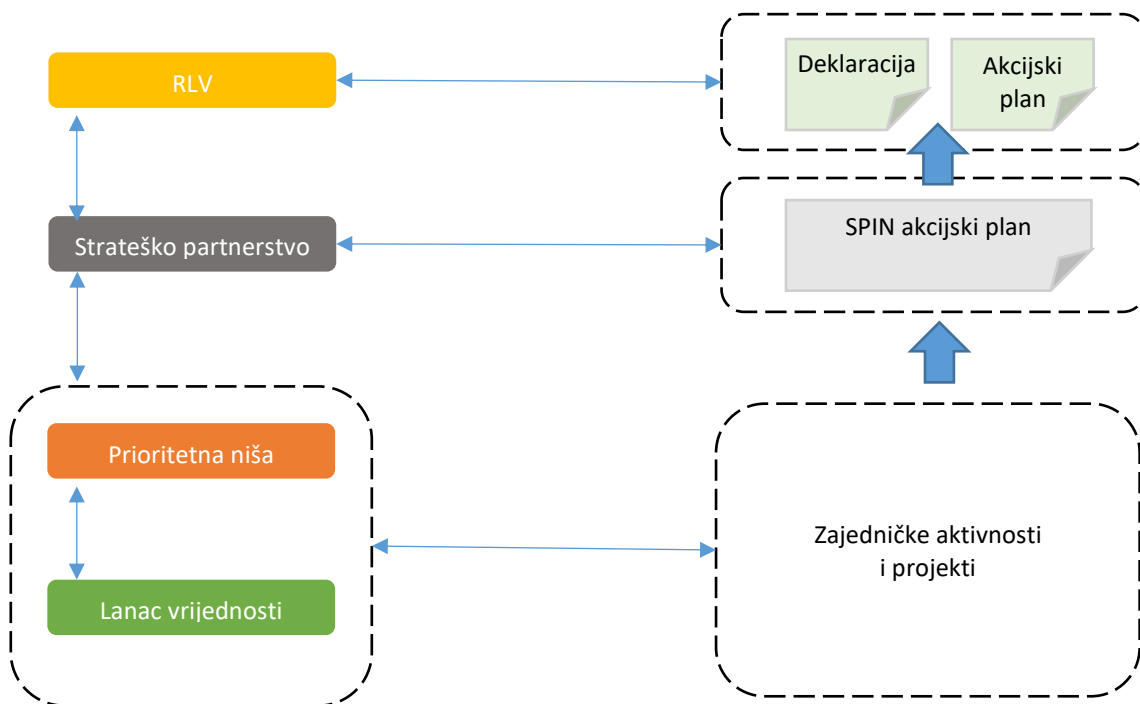 RLV
Deklaracija
Akcijski
plan
Strateško partnerstvo
SPIN akcijski plan
Prioritetna niša
Lanac vrijednosti
Zajedničke aktivnosti
i projekti